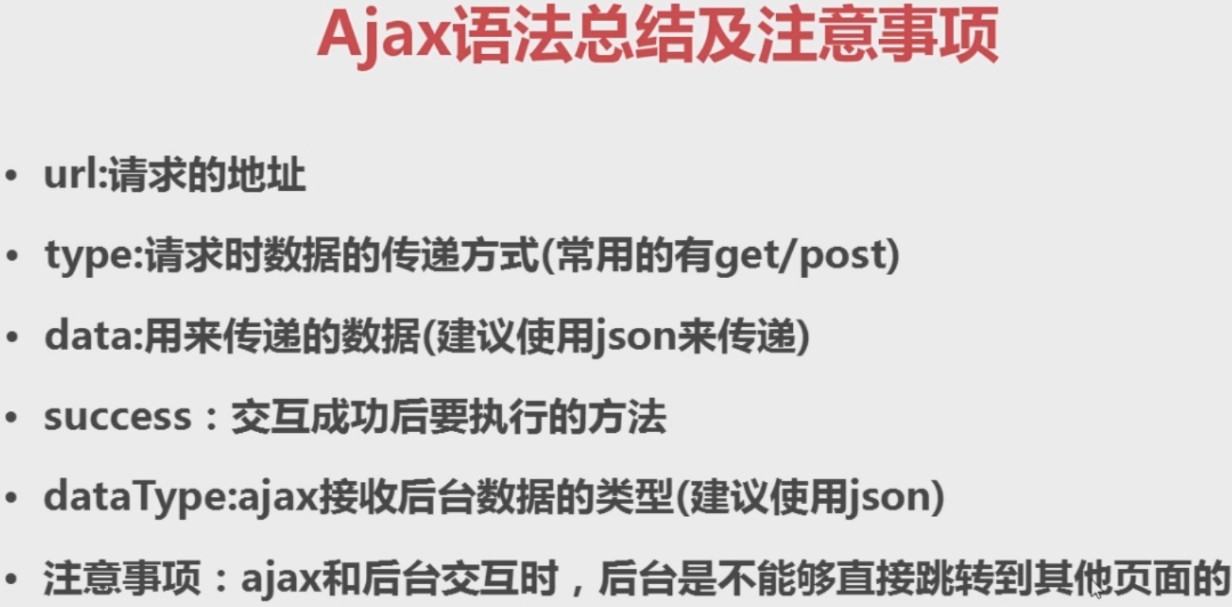 Ajax语法总结及注意事项
• url:请求的地址
• type:请求时数据的传递方式(常用的有get/post)
• data:用来传递的数据(建议使用json来传递)
• success：交互成功后要执行的方法
• dataType:ajax接收后台数据的类型(建议使用json)
• 注意事项：ajax和后台交互时，后台是不能够直接跳转到其他页面的